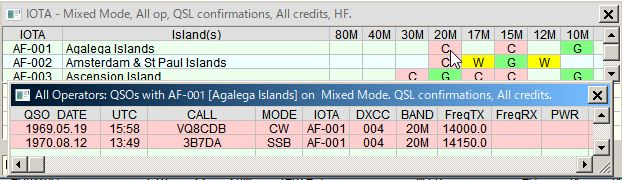 IOTA - Mixed Mode, All op, QSL confirmations, All credits, HF.
IOTA Island(s) 80M 40M 30M 20M 17M 15M 12M 10M
AF-001 Agalega Islands C C G
AF-002 Amsterdam & St Paul Islands C W G W
AF-003 Ascension Island C G C C G
All Operators: QSOs with AF-001 [Agalega Islands] on Mixed Mode. QSL confirmations, All credits.
QSO DATE UTC CALL MODE IOTA DXCC BAND FreqTX FreqRX PWR
1969.05.19 15:58 VQ8CDB CW AF-001 004 20M 14000.0
1970.08.12 13:49 3B7DA SSB AF-001 004 20M 14150.0